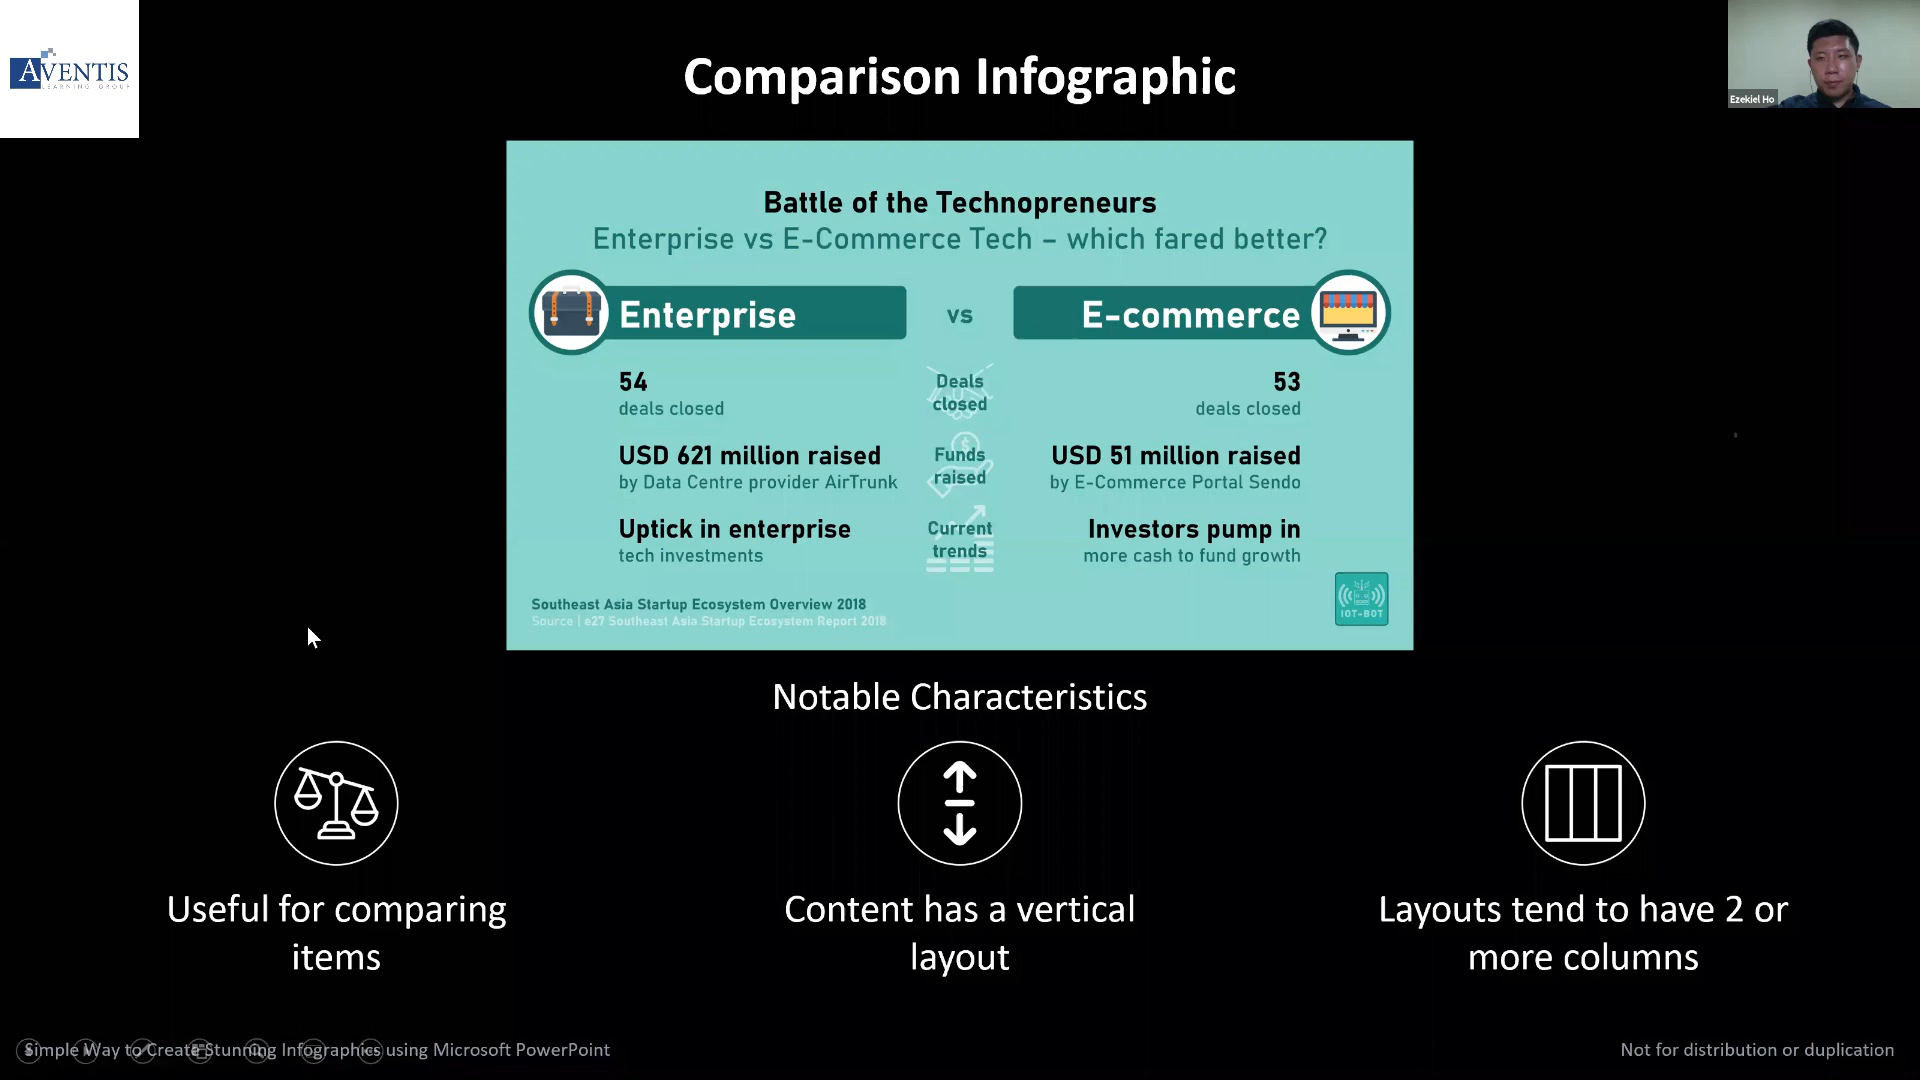 AVENTIS
LEARNING GROUP
Comparison Infographic
Ezekiel Ho
Battle of the Technopreneurs
Enterprise vs E-Commerce Tech – which fared better?
Enterprise
vs
E-commerce
54
deals closed
Deals
closed
53
deals closed
USD 621 million raised
by Data Centre provider AirTrunk
Funds
raised
USD 51 million raised
by E-Commerce Portal Sendo
Uptick in enterprise
tech investments
Current
trends
Investors pump in
more cash to fund growth
Southeast Asia Startup Ecosystem Overview 2018
Source | e27 Southeast Asia Startup Ecosystem Report 2018
IOT-BOT
Notable Characteristics
Useful for comparing
items
Content has a vertical
layout
Layouts tend to have 2 or
more columns
Simple Way to Create Stunning Infographics using Microsoft PowerPoint
Not for distribution or duplication